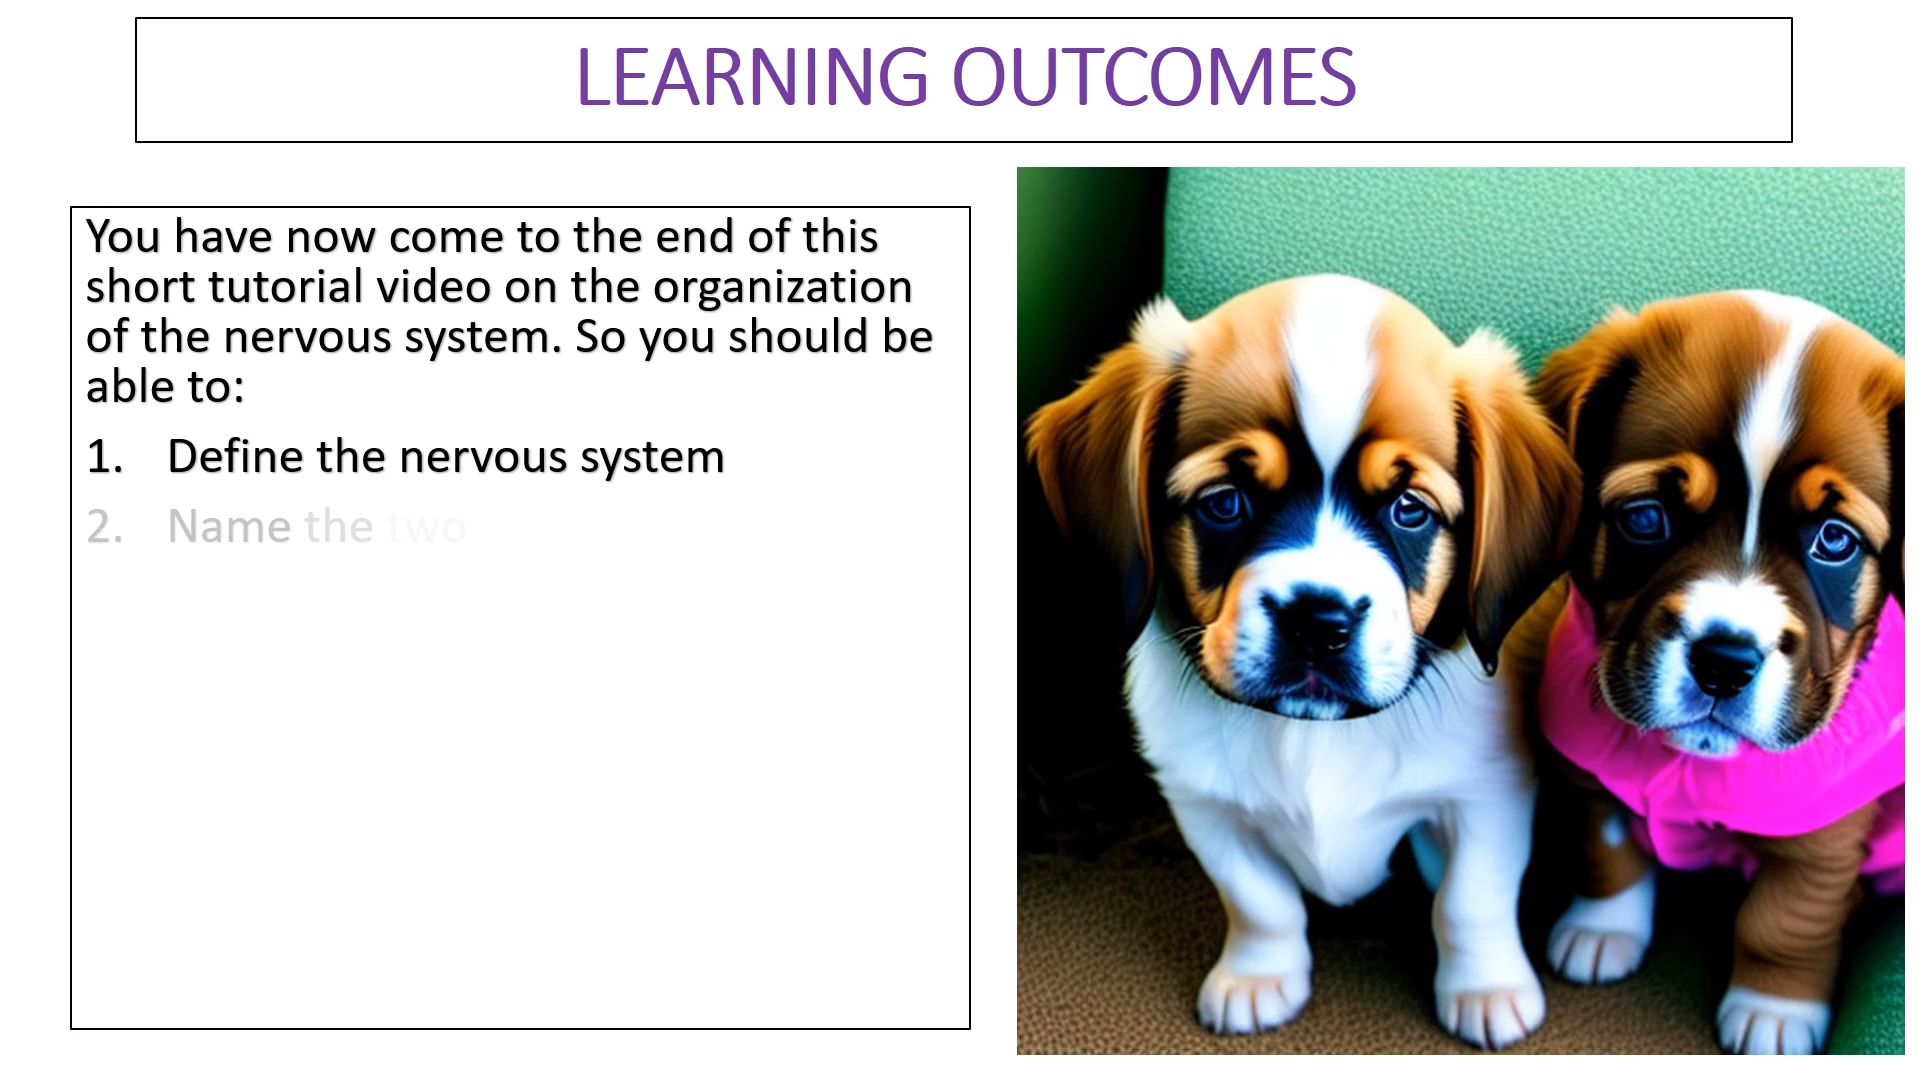 LEARNING OUTCOMES
You have now come to the end of this
short tutorial video on the organization
of the nervous system. So you should be
able to:
1. Define the nervous system
2. Name the two